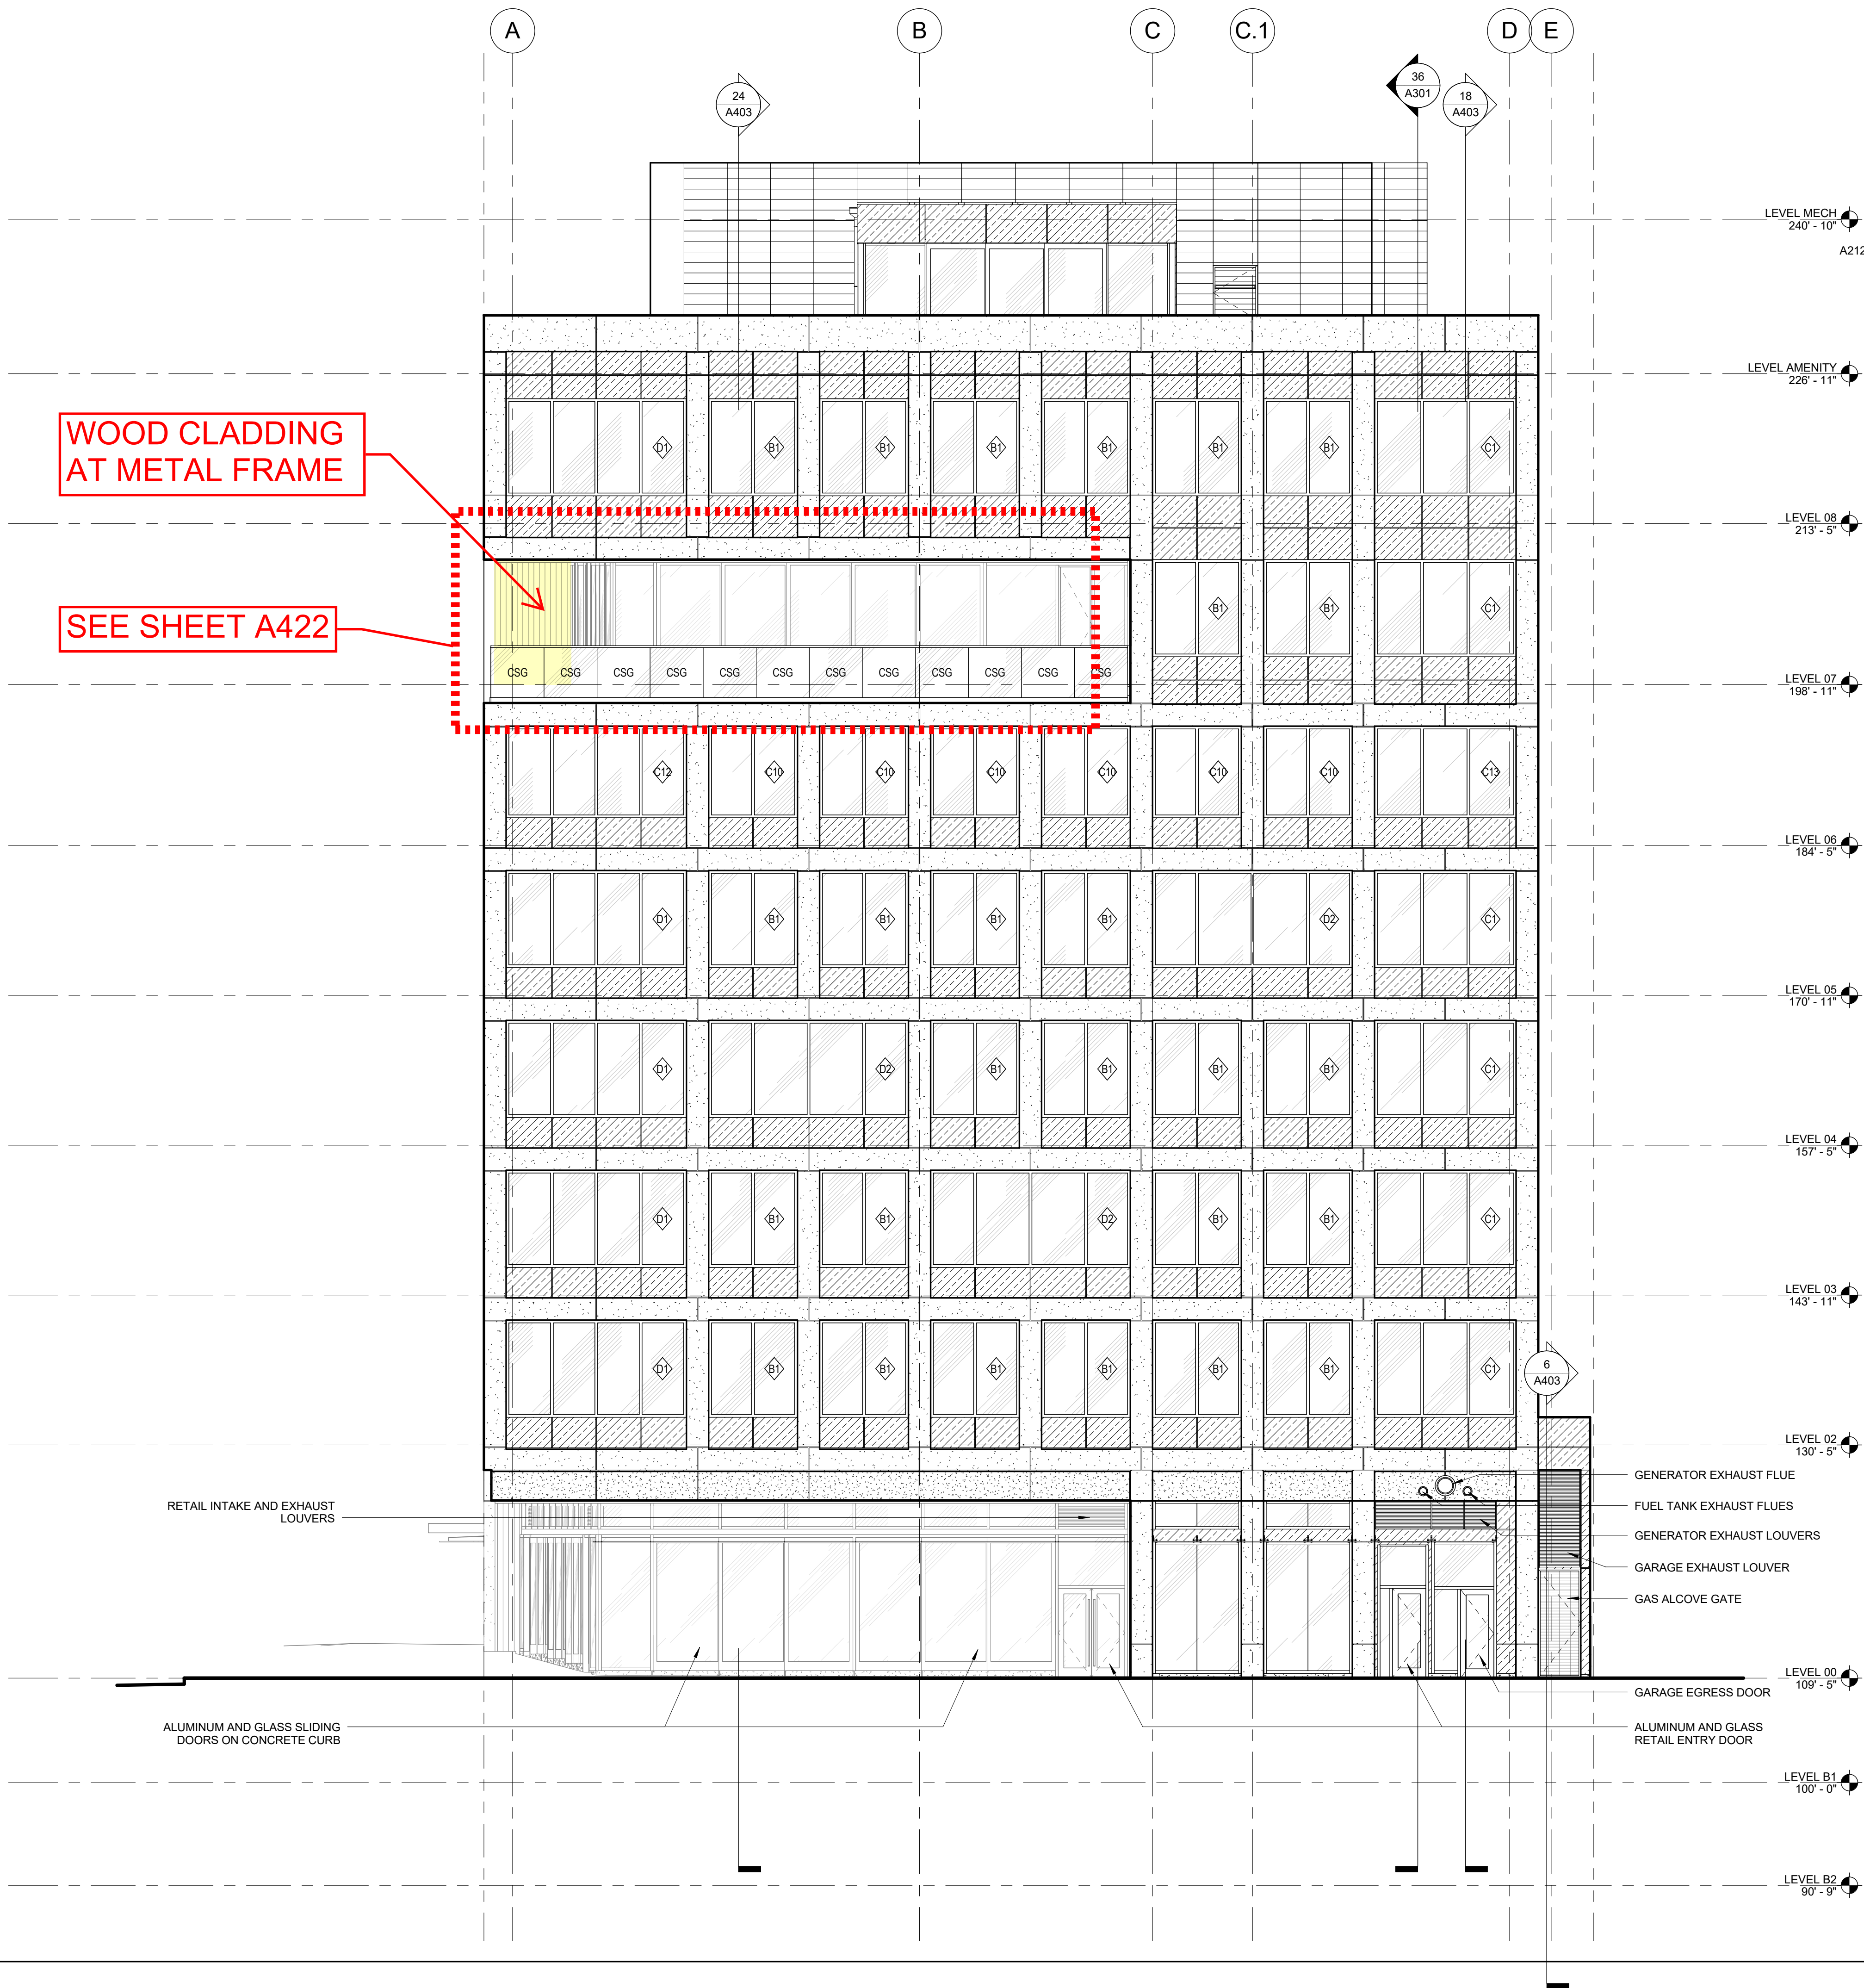 A B C C.1 D E
24
A403
36
A301
18
A403
LEVEL MECH
240' - 10"
A212
LEVEL AMENITY
226' - 11"
WOOD CLADDING
AT METAL FRAME
D1 B1 B1 B1 B1 B1 B1 C1
LEVEL 08
213' - 5"
B1 B1 C1
SEE SHEET A422
CSG CSG CSG CSG CSG CSG CSG CSG CSG CSG CSG CSG
LEVEL 07
198' - 11"
C12 C10 C10 C10 C10 C10 C10 C13
LEVEL 06
184' - 5"
D1 B1 B1 B1 B1 D2 C1
LEVEL 05
170' - 11"
D1 D2 B1 B1 B1 B1 C1
LEVEL 04
157' - 5"
D1 B1 B1 D2 B1 B1 C1
LEVEL 03
143' - 11"
D1 B1 B1 B1 B1 B1 B1 C1
6
A403
LEVEL 02
130' - 5"
GENERATOR EXHAUST FLUE
RETAIL INTAKE AND EXHAUST
LOUVERS
FUEL TANK EXHAUST FLUES
GENERATOR EXHAUST LOUVERS
GARAGE EXHAUST LOUVER
GAS ALCOVE GATE
LEVEL 00
109' - 5"
GARAGE EGRESS DOOR
ALUMINUM AND GLASS SLIDING
DOORS ON CONCRETE CURB
ALUMINUM AND GLASS
RETAIL ENTRY DOOR
LEVEL B1
100' - 0"
LEVEL B2
90' - 9"